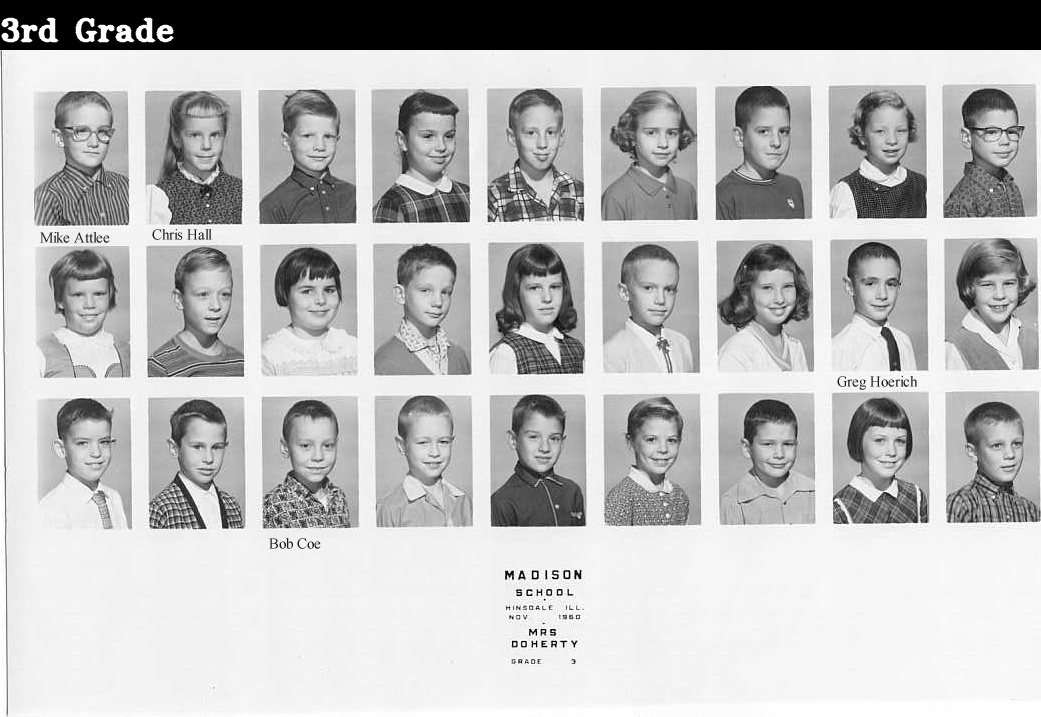 3rd Grade
Mike Attlee
Chris Hall
Greg Hoerich
Bob Coe
MADISON
SCHOOL
HINSDALE ILL.
NOV 1960
MRS
DOHERTY
GRADE 3